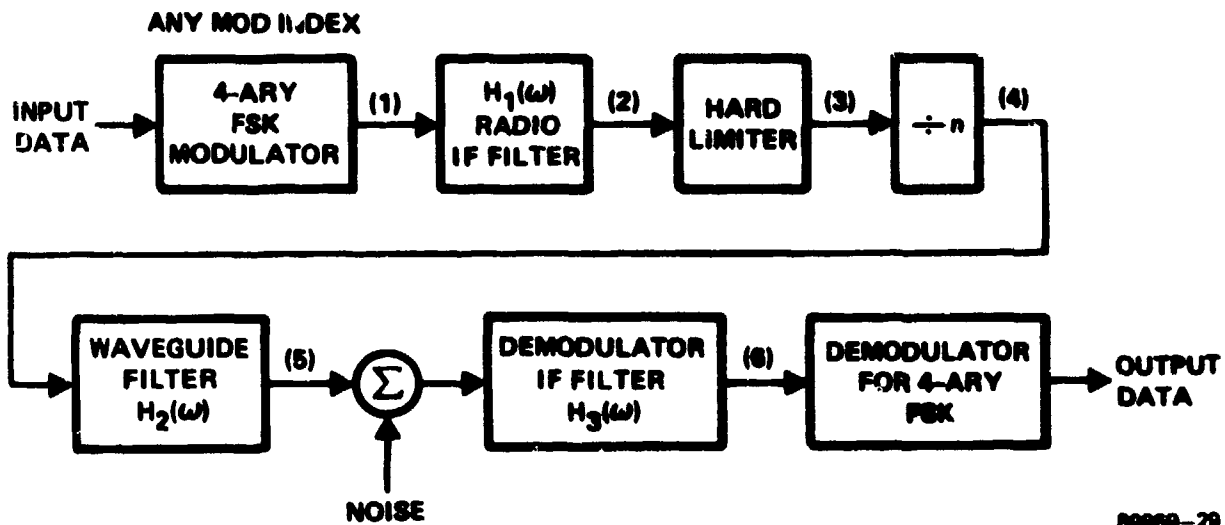 ANY MOD INDEX
INPUT DATA
4-ARY FSK MODULATOR
(1)
H₁(ω) RADIO IF FILTER
(2)
HARD LIMITER
(3)
÷ n
(4)
WAVEGUIDE FILTER H₂(ω)
(5)
Σ
NOISE
DEMODULATOR IF FILTER H₃(ω)
(6)
DEMODULATOR FOR 4-ARY FSK
OUTPUT DATA